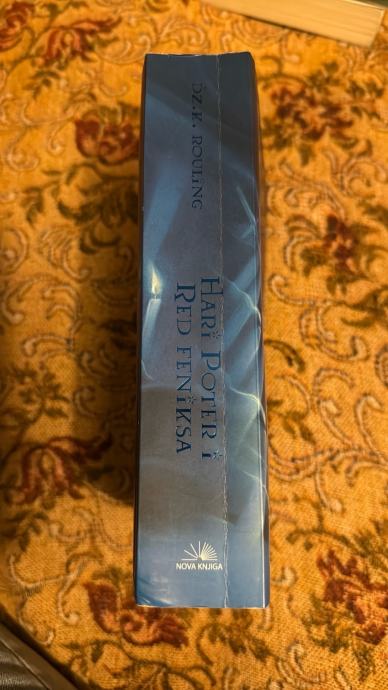 DŽ.K. ROULING
HARI POTER I
RED FENIKSA
NOVA KNJIGA